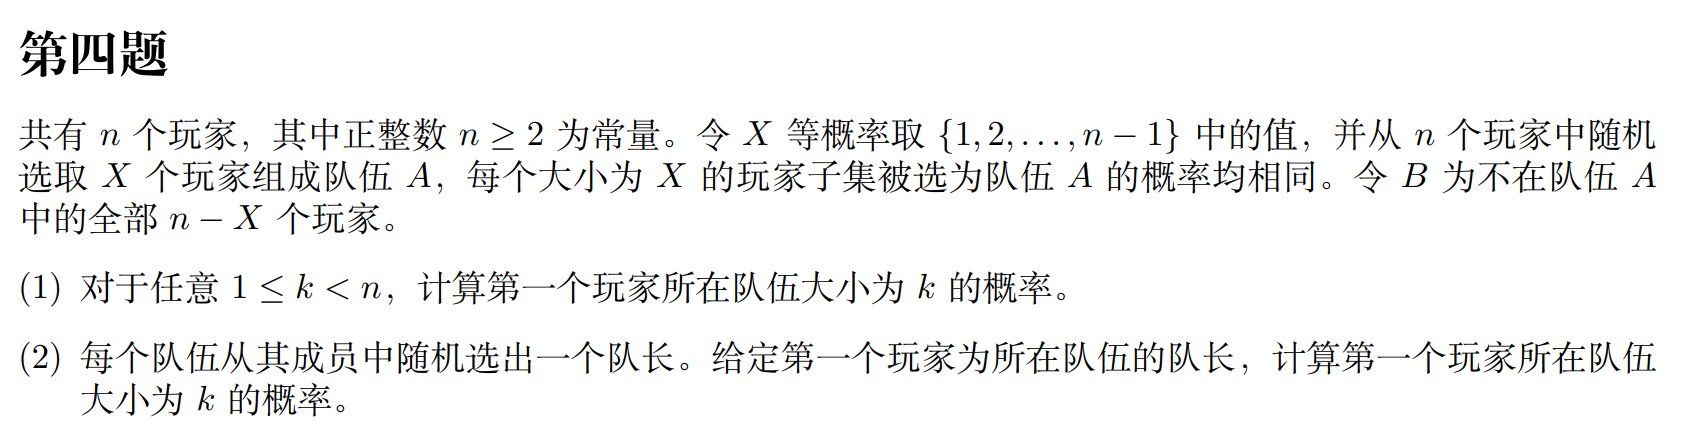 第四题
共有 n 个玩家，其中正整数 n ≥ 2 为常量。令 X 等概率取 {1, 2, . . . , n − 1} 中的值，并从 n 个玩家中随机
选取 X 个玩家组成队伍 A，每个大小为 X 的玩家子集被选为队伍 A 的概率均相同。令 B 为不在队伍 A
中的全部 n − X 个玩家。
(1) 对于任意 1 ≤ k < n，计算第一个玩家所在队伍大小为 k 的概率。
(2) 每个队伍从其成员中随机选出一个队长。给定第一个玩家为所在队伍的队长，计算第一个玩家所在队伍
大小为 k 的概率。